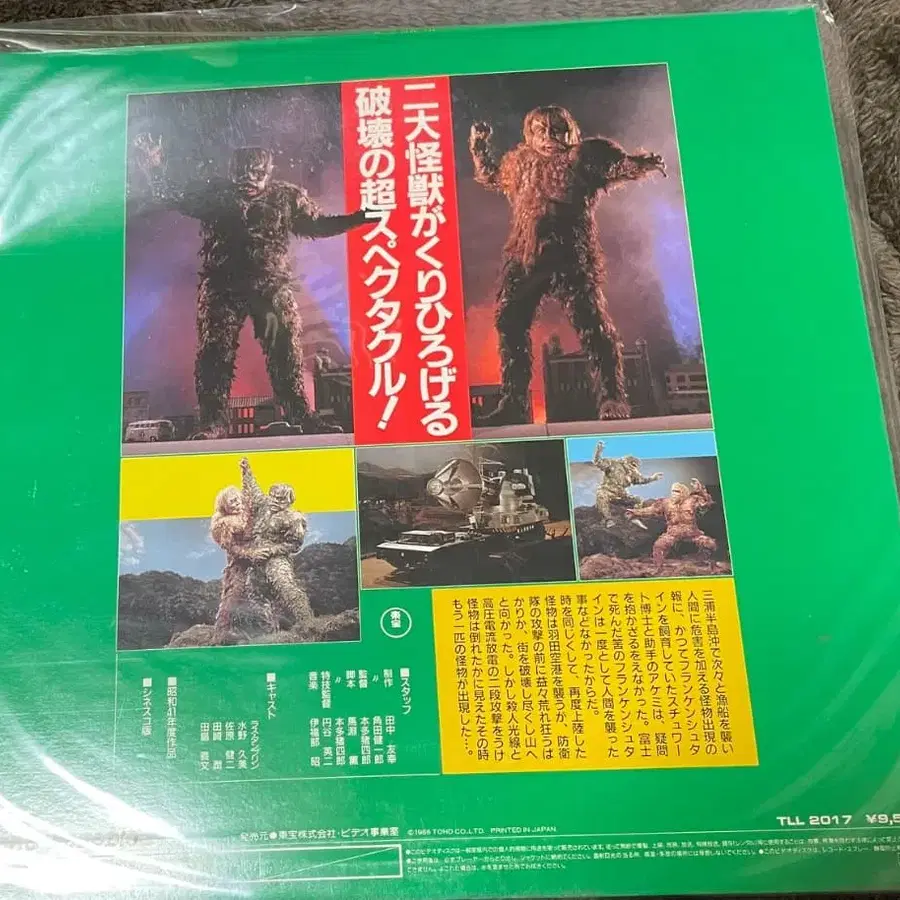 二大怪獣がくりひろげる
破壊の超スペクタクル!
三浦半島沖で次々と漁船を襲い
人間に危害を加える怪物出現の
報に、かつてフランケンシュタ
インを飼育していたスチュワー
ト博士と助手のアケミは、疑問
を抱かざるをえなかった。富士
で死んだ筈のフランケンシュタ
インは一度として人間を襲った
事などなかったからだ。
時を同じくして、再度上陸した
怪物は羽田空港を襲うが、防衛
隊の攻撃の前に益々荒れ狂うば
かりか、街を破壊し尽くし山へ
と向かった。しかし殺人光線と
高圧電流放電の二段攻撃をうけ
怪物は倒れたかに見えたその時
もう一匹の怪物が出現した…。
東宝
■スタッフ
制作 田中友幸
〃 角田健一郎
監督 本多猪四郎
脚本 馬淵 薫
〃 本多猪四郎
特技監督 円谷英二
音楽 伊福部 昭
■キャスト
ラス・タンブリン
水野久美
佐原健二
田崎 潤
田島義文
■昭和41年度作品
■シネスコ版
発売元●東宝株式会社・ビデオ事業室
©1966 TOHO CO.,LTD. PRINTED IN JAPAN
TLL 2017 ¥9,5